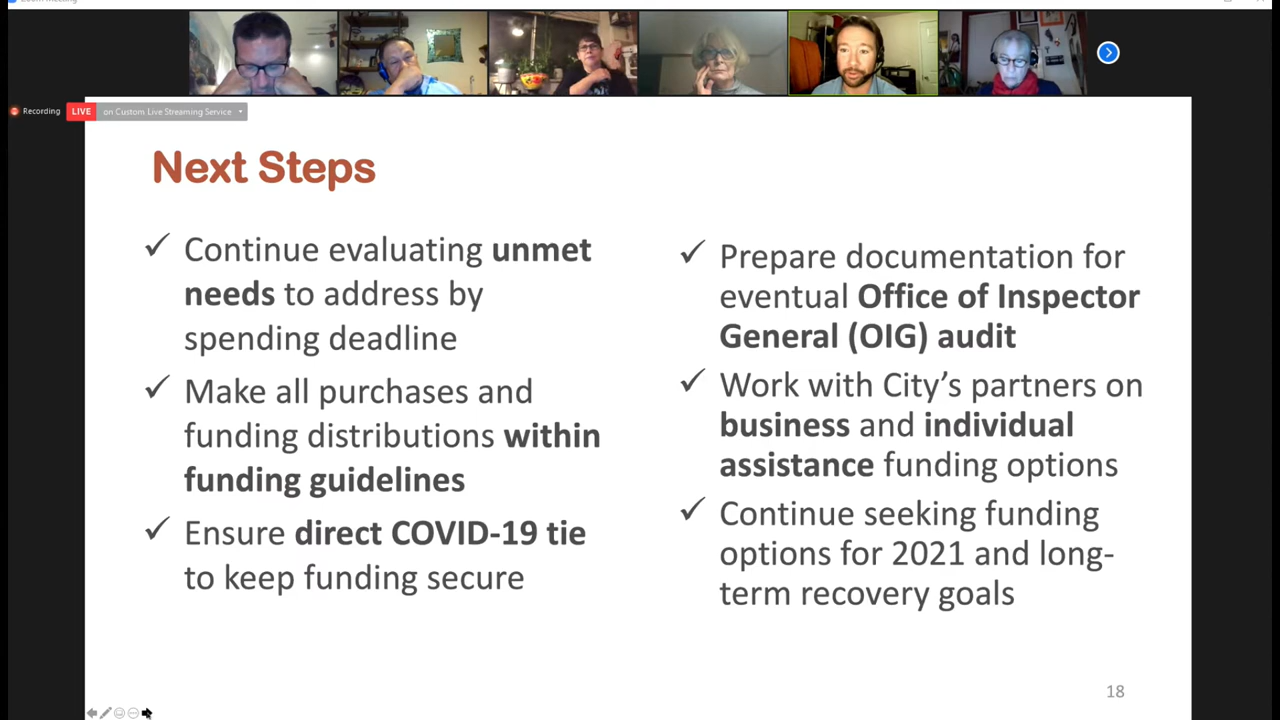 Zoom Meeting
Recording
LIVE
on Custom Live Streaming Service
Next Steps
✓ Continue evaluating unmet
needs to address by
spending deadline
✓ Make all purchases and
funding distributions within
funding guidelines
✓ Ensure direct COVID-19 tie
to keep funding secure
✓ Prepare documentation for
eventual Office of Inspector
General (OIG) audit
✓ Work with City’s partners on
business and individual
assistance funding options
✓ Continue seeking funding
options for 2021 and long-
term recovery goals
18